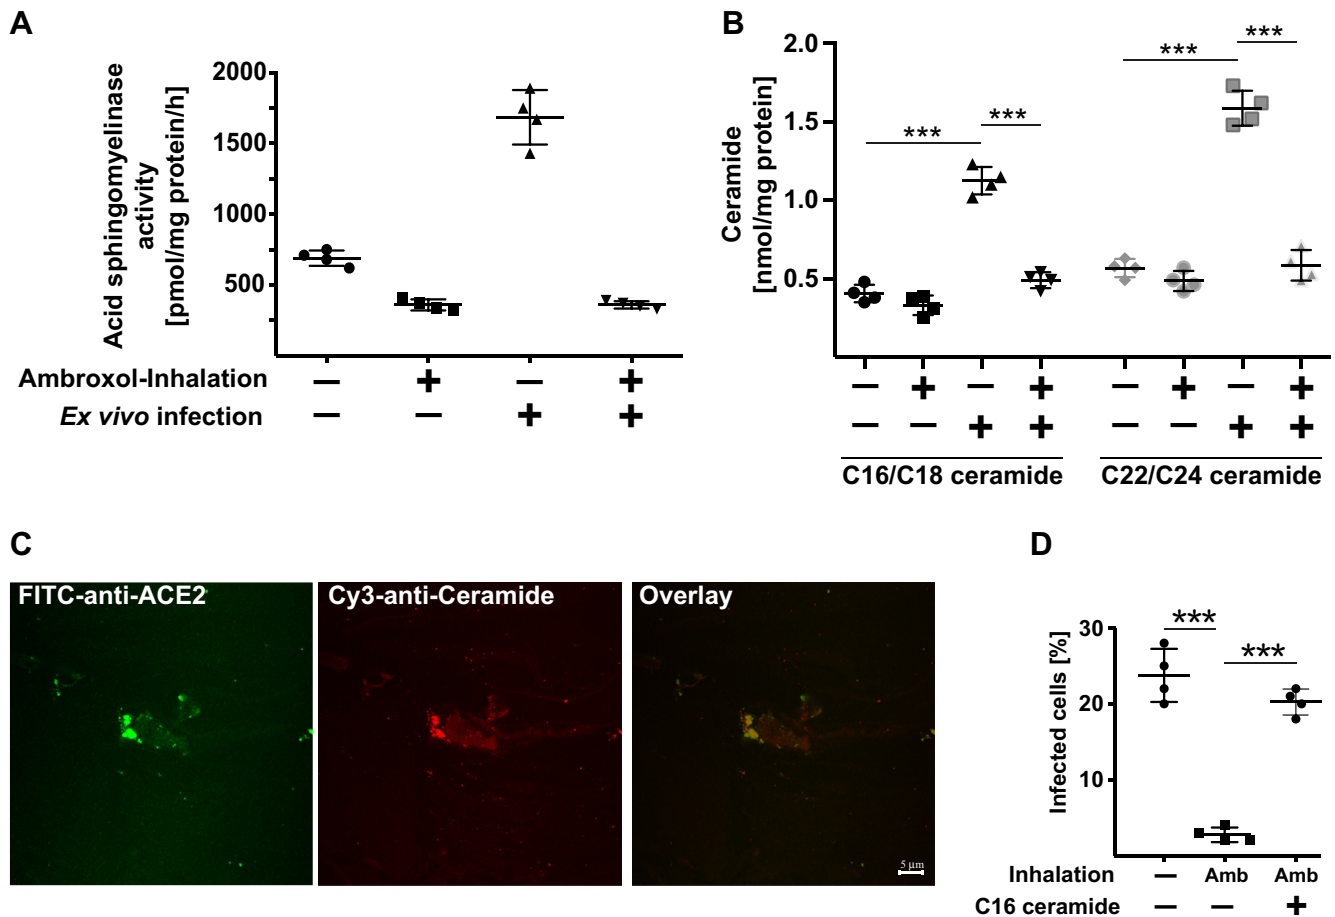 A
Acid sphingomyelinase
activity
[pmol/mg protein/h]
2000
1500
1000
500
Ambroxol-Inhalation
— + — +
Ex vivo infection
— — + +
B
Ceramide
[nmol/mg protein]
2.0
1.5
1.0
0.5
*** *** *** ***
— + — + — + — +
— — + + — — + +
C16/C18 ceramide C22/C24 ceramide
C
FITC-anti-ACE2 Cy3-anti-Ceramide Overlay
5 µm
D
Infected cells [%]
30
20
10
*** ***
Inhalation — Amb Amb
C16 ceramide — — +